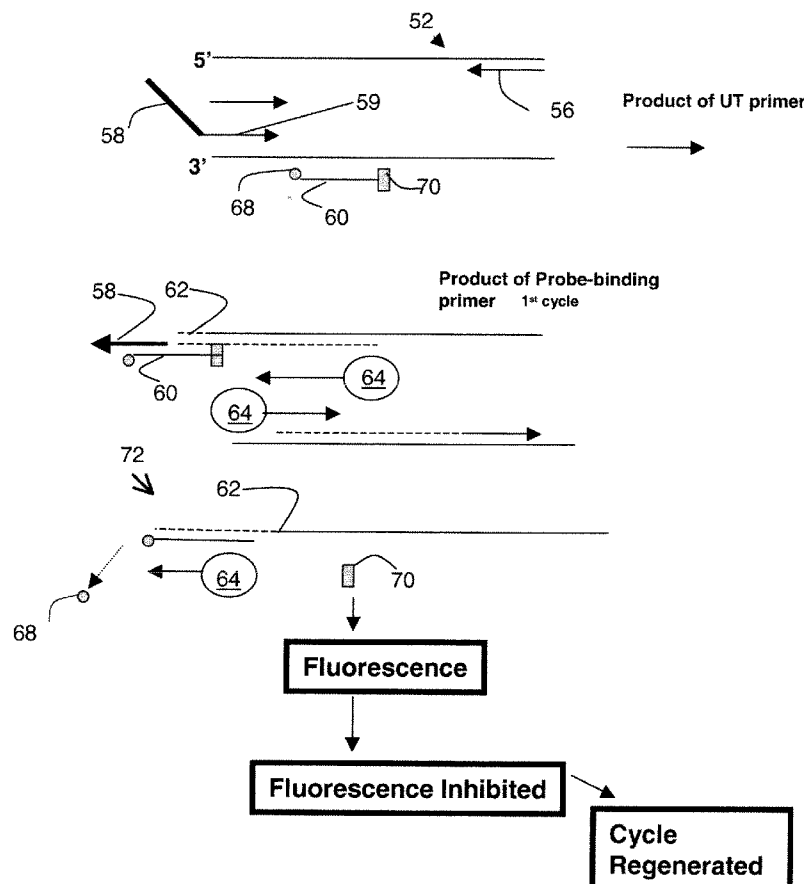 52
5’
56
Product of UT primer
59
58
3’
68
60
70
Product of Probe-binding
primer 1st cycle
58
62
60
64
64
72
62
64
70
68
Fluorescence
Fluorescence Inhibited
Cycle
Regenerated